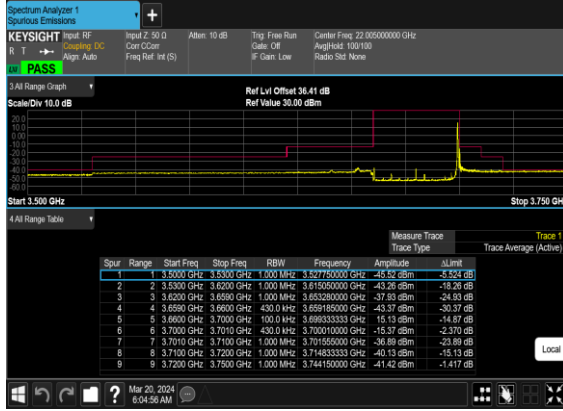 Spectrum Analyzer 1
Spurious Emissions
+
KEYSIGHT Input: RF Input Z: 50 Ω Atten: 10 dB Trig: Free Run Center Freq: 22.005000000 GHz
R T Coupling: DC Corr CCorr Gate: Off Avg|Hold: 100/100
Align: Auto Freq Ref: Int (S) IF Gain: Low Radio Std: None
PASS
3 All Range Graph
Ref Lvl Offset 36.41 dB
Scale/Div 10.0 dB Ref Value 30.00 dBm
20.0
10.0
0.00
-10.0
-20.0
-30.0
-40.0
-50.0
-60.0
Start 3.500 GHz Stop 3.750 GH
4 All Range Table
Measure Trace Trace 1
Trace Type Trace Average (Active)
Spur Range Start Freq Stop Freq RBW Frequency Amplitude ΔLimit
1 1 3.5000 GHz 3.5300 GHz 1.000 MHz 3.527750000 GHz -45.52 dBm -5.524 dB
2 2 3.5300 GHz 3.6200 GHz 1.000 MHz 3.615050000 GHz -43.26 dBm -18.26 dB
3 3 3.6200 GHz 3.6590 GHz 1.000 MHz 3.653280000 GHz -37.93 dBm -24.93 dB
4 4 3.6590 GHz 3.6600 GHz 430.0 kHz 3.659185000 GHz -43.37 dBm -30.37 dB
5 5 3.6600 GHz 3.7000 GHz 100.0 kHz 3.699333333 GHz 15.13 dBm -14.87 dB
6 6 3.7000 GHz 3.7010 GHz 430.0 kHz 3.700010000 GHz -15.37 dBm -2.370 dB
7 7 3.7010 GHz 3.7100 GHz 1.000 MHz 3.701555000 GHz -36.89 dBm -23.89 dB
8 8 3.7100 GHz 3.7200 GHz 1.000 MHz 3.714833333 GHz -40.13 dBm -15.13 dB
9 9 3.7200 GHz 3.7500 GHz 1.000 MHz 3.744150000 GHz -41.42 dBm -1.417 dB
Local
? Mar 20, 2024
6:04:56 AM